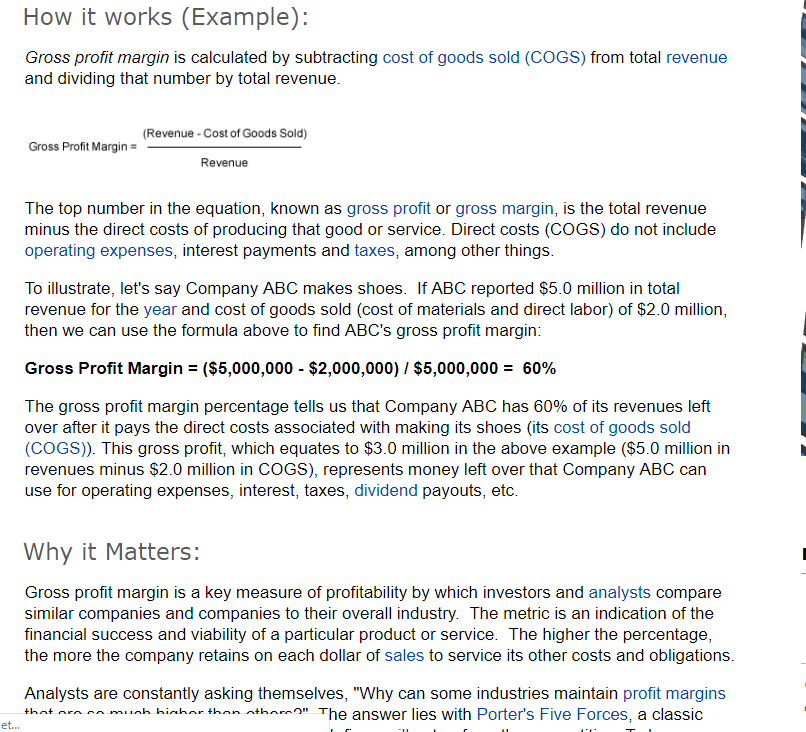 How it works (Example):
Gross profit margin is calculated by subtracting cost of goods sold (COGS) from total revenue
and dividing that number by total revenue.
(Revenue - Cost of Goods Sold)
Gross Profit Margin =
Revenue
The top number in the equation, known as gross profit or gross margin, is the total revenue
minus the direct costs of producing that good or service. Direct costs (COGS) do not include
operating expenses, interest payments and taxes, among other things.
To illustrate, let's say Company ABC makes shoes.  If ABC reported $5.0 million in total
revenue for the year and cost of goods sold (cost of materials and direct labor) of $2.0 million,
then we can use the formula above to find ABC's gross profit margin:
Gross Profit Margin = ($5,000,000 - $2,000,000) / $5,000,000 =  60%
The gross profit margin percentage tells us that Company ABC has 60% of its revenues left
over after it pays the direct costs associated with making its shoes (its cost of goods sold
(COGS)). This gross profit, which equates to $3.0 million in the above example ($5.0 million in
revenues minus $2.0 million in COGS), represents money left over that Company ABC can
use for operating expenses, interest, taxes, dividend payouts, etc.
Why it Matters:
Gross profit margin is a key measure of profitability by which investors and analysts compare
similar companies and companies to their overall industry.  The metric is an indication of the
financial success and viability of a particular product or service.  The higher the percentage,
the more the company retains on each dollar of sales to service its other costs and obligations.
Analysts are constantly asking themselves, "Why can some industries maintain profit margins
that are so much higher than others?"  The answer lies with Porter's Five Forces, a classic
et...